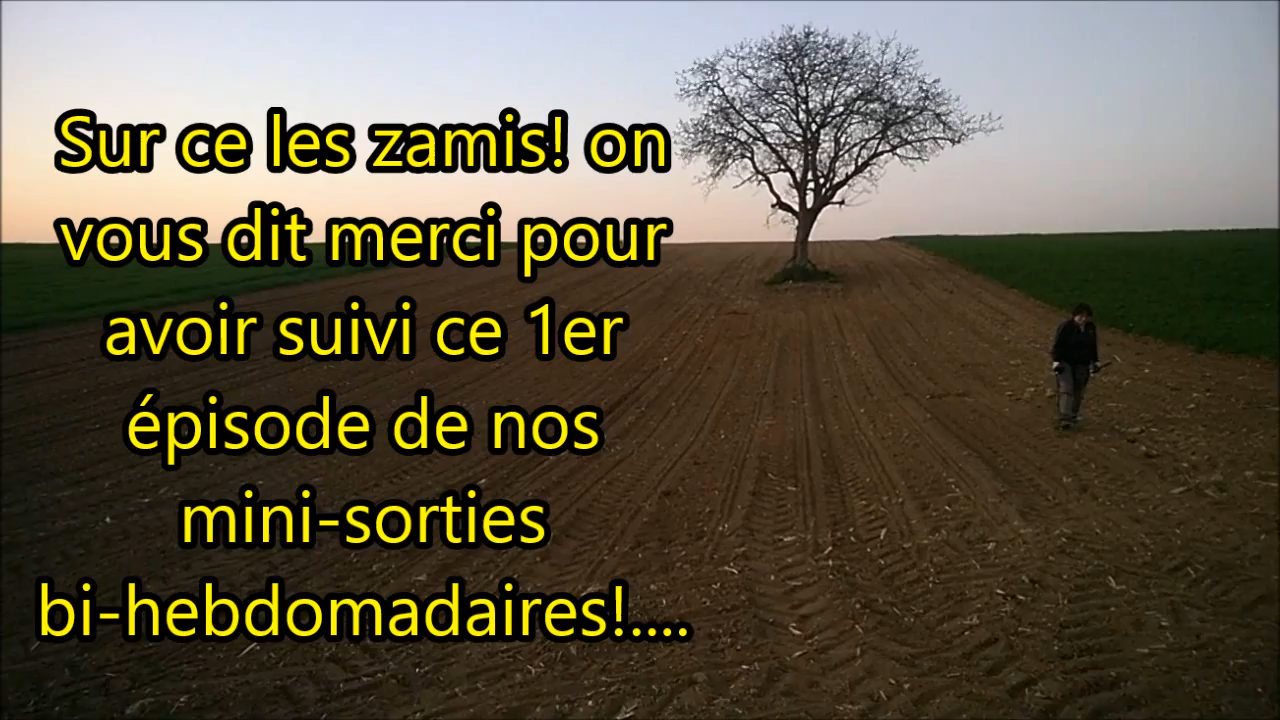 Sur ce les zamis! on
vous dit merci pour
avoir suivi ce 1er
épisode de nos
mini-sorties
bi-hebdomadaires!....